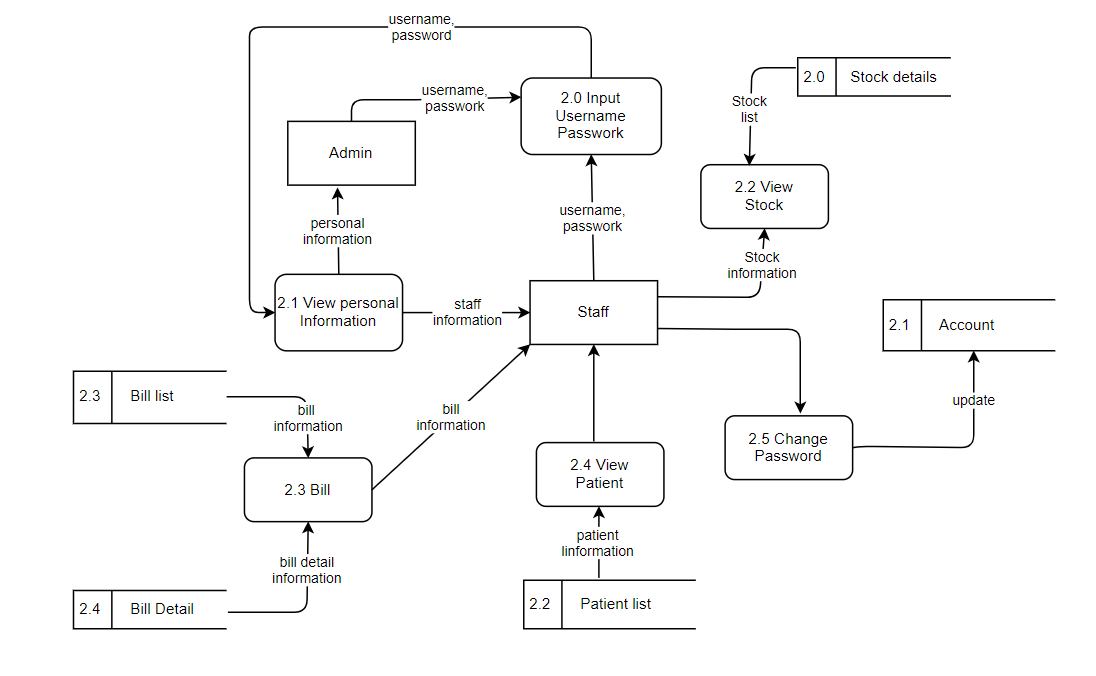 username,
password
2.0 Stock details
username,
passwork
2.0 Input
Username
Passwork
Stock
list
Admin
2.2 View
Stock
username,
passwork
personal
information
Stock
information
2.1 View personal
Information
staff
information
Staff
2.1 Account
2.3 Bill list
update
bill
information
bill
information
2.5 Change
Password
2.4 View
Patient
2.3 Bill
patient
linformation
bill detail
information
2.4 Bill Detail
2.2 Patient list